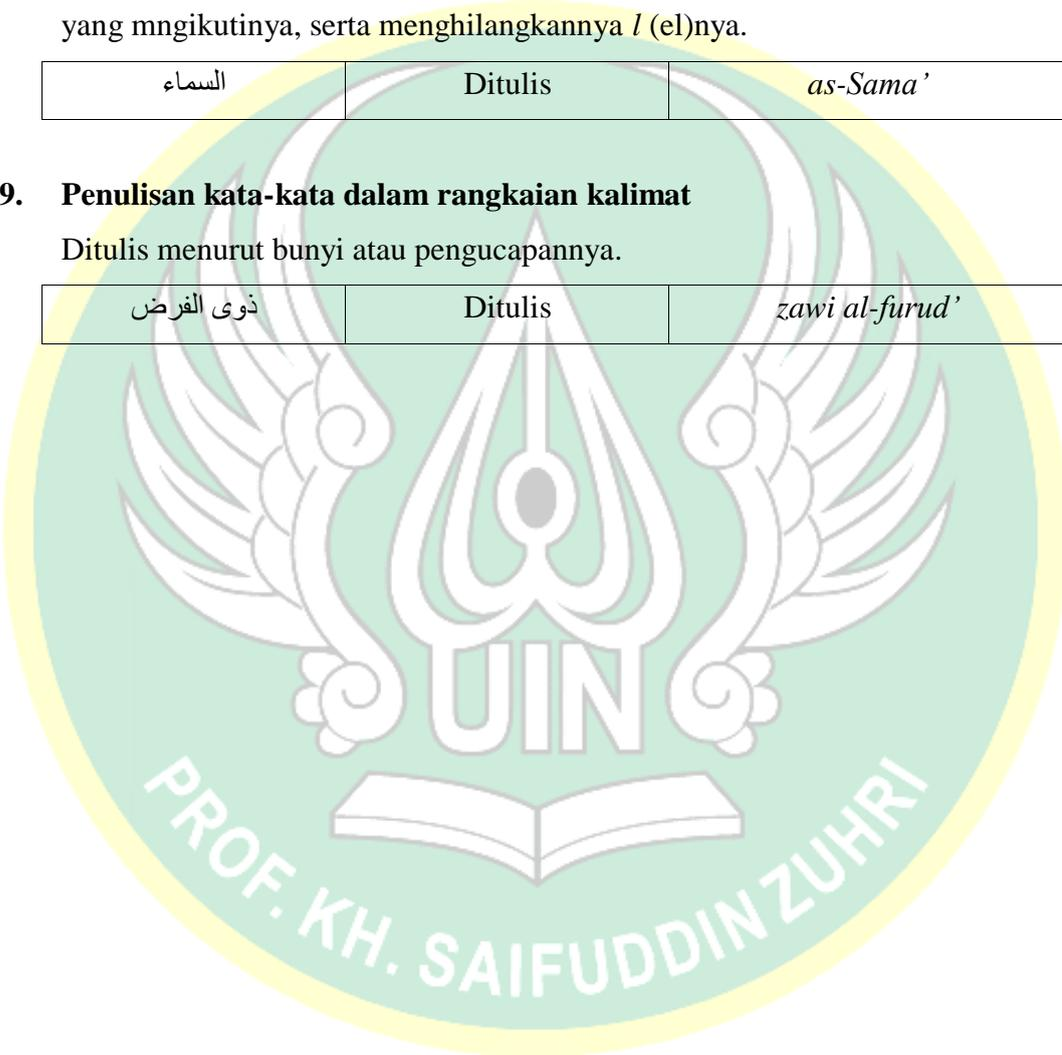 yang mngikutinya, serta menghilangkannya l (el)nya.
السماء Ditulis as-Sama’
9. Penulisan kata-kata dalam rangkaian kalimat
Ditulis menurut bunyi atau pengucapannya.
ذوى الفرض Ditulis zawi al-furud’
UIN
PROF. KH. SAIFUDDIN ZUHRI